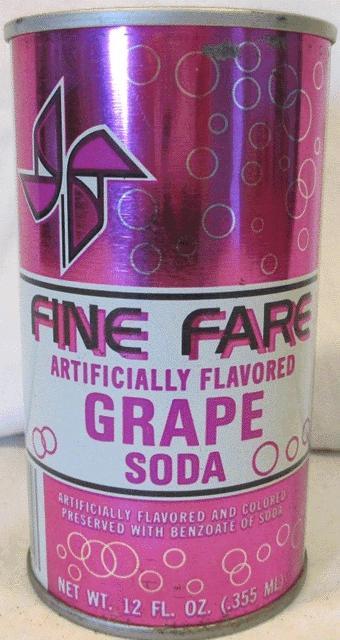 FINE FARE
ARTIFICIALLY FLAVORED
GRAPE
SODA
ARTIFICIALLY FLAVORED AND COLORED
PRESERVED WITH BENZOATE OF SODA
NET WT. 12 FL. OZ. (.355 ML)